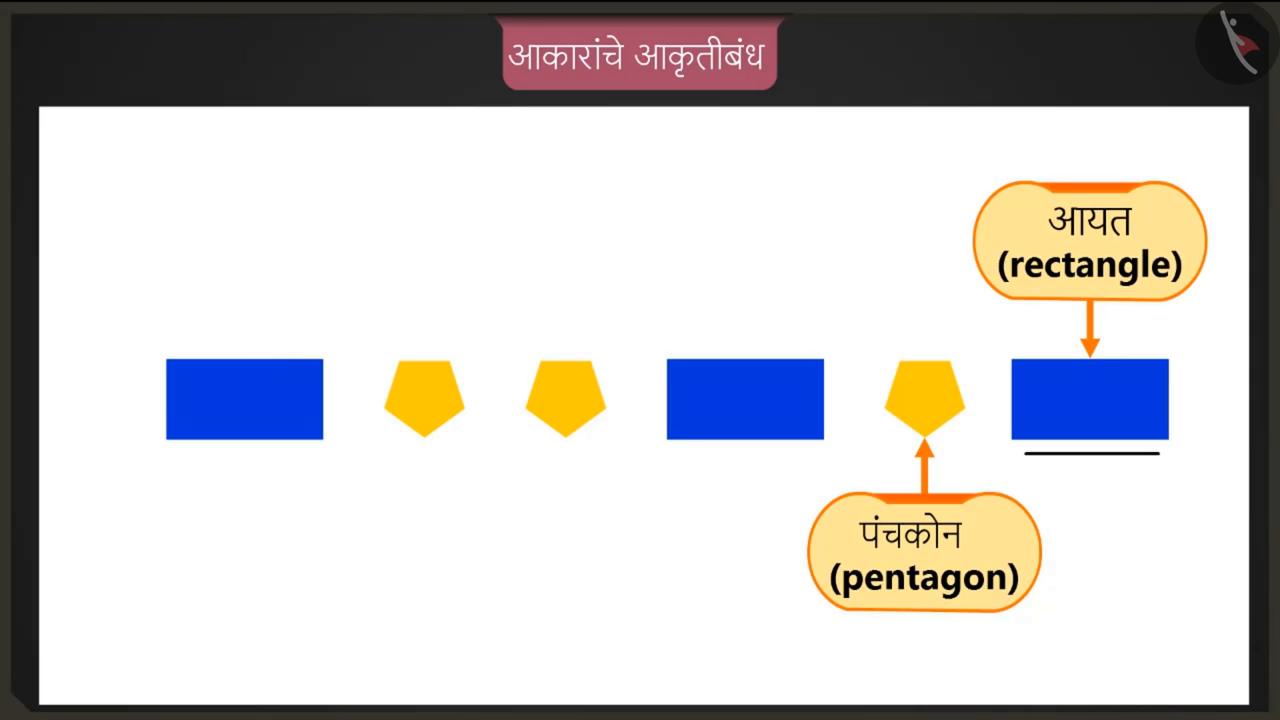 आकारांचे आकृतीबंध
आयत
(rectangle)
पंचकोन
(pentagon)